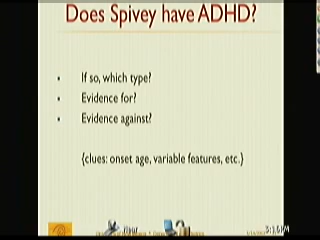 Does Spivey have ADHD?
▪ If so, which type?
▪ Evidence for?
▪ Evidence against?
{clues: onset age, variable features, etc.}